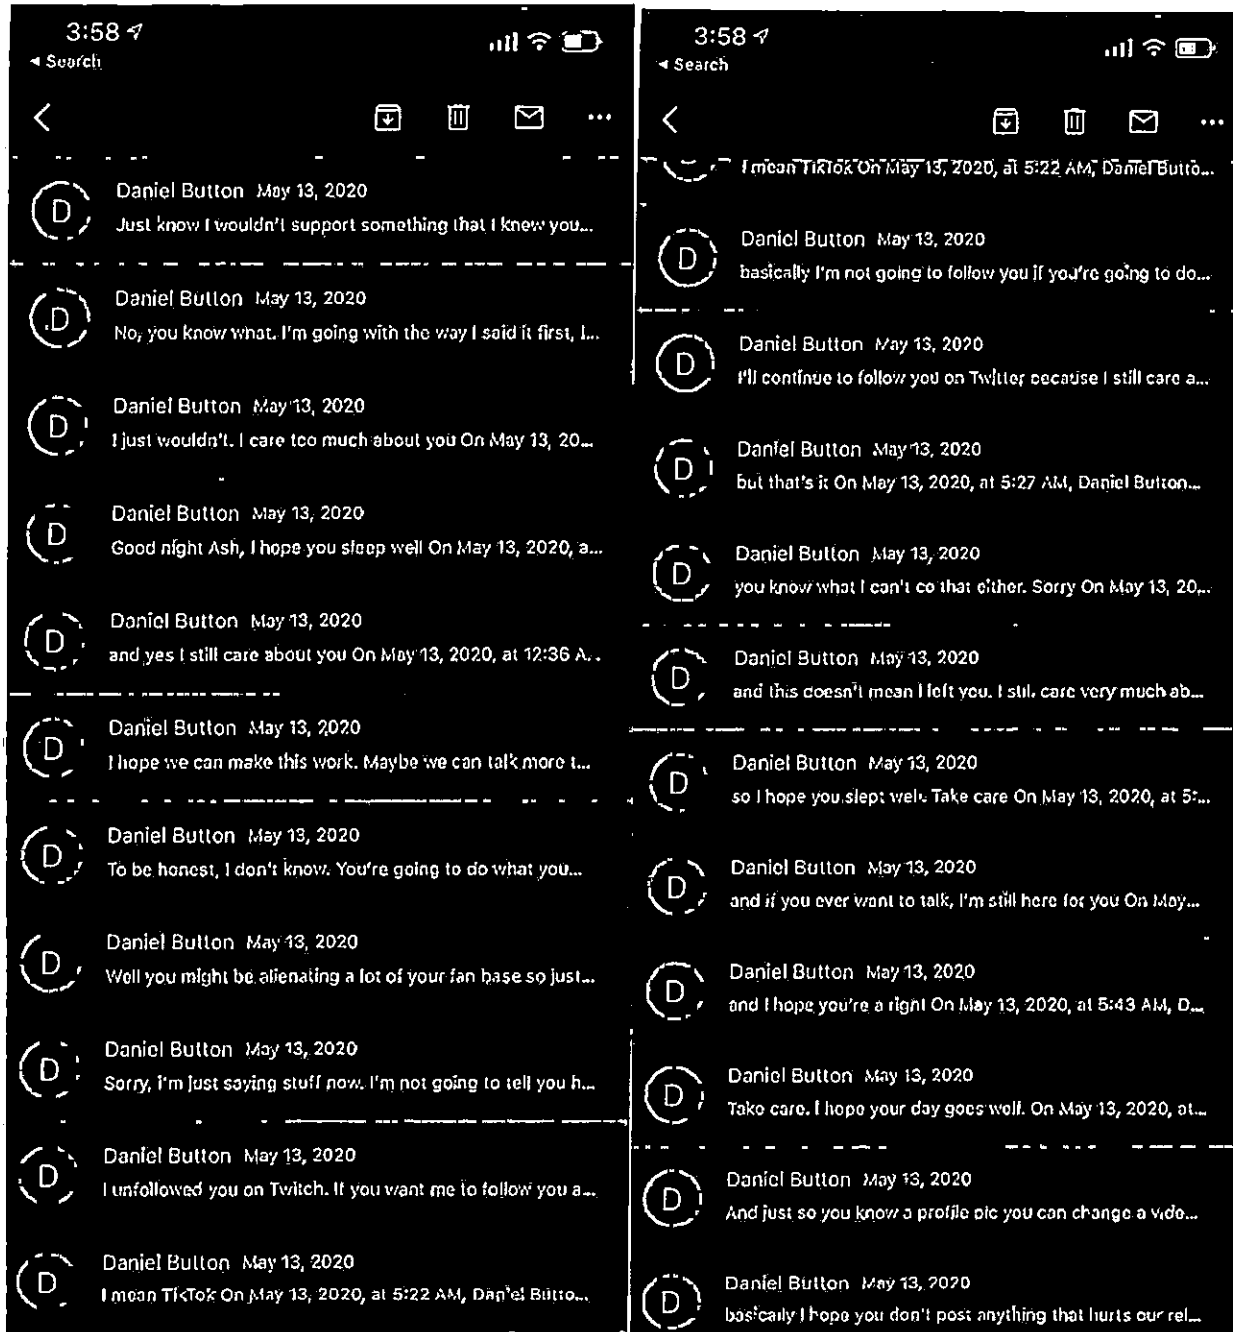 3:58
◂ Search
D
Daniel Button May 13, 2020
Just know I wouldn't support something that I knew you...
D
Daniel Button May 13, 2020
No, you know what. I'm going with the way I said it first, I...
D
Daniel Button May 13, 2020
I just wouldn't. I care too much about you On May 13, 20...
D
Daniel Button May 13, 2020
Good night Ash, I hope you sleep well On May 13, 2020, a...
D
Daniel Button May 13, 2020
and yes I still care about you On May 13, 2020, at 12:36 A...
D
Daniel Button May 13, 2020
I hope we can make this work. Maybe we can talk more t...
D
Daniel Button May 13, 2020
To be honest, I don't know. You're going to do what you...
D
Daniel Button May 13, 2020
Well you might be alienating a lot of your fan base so just...
D
Daniel Button May 13, 2020
Sorry, I'm just saying stuff now. I'm not going to tell you h...
D
Daniel Button May 13, 2020
I unfollowed you on Twitch. If you want me to follow you a...
D
Daniel Button May 13, 2020
I mean TikTok On May 13, 2020, at 5:22 AM, Daniel Butto...
3:58
◂ Search
I mean TikTok On May 13, 2020, at 5:22 AM, Daniel Butto...
D
Daniel Button May 13, 2020
basically I'm not going to follow you if you're going to do...
D
Daniel Button May 13, 2020
I'll continue to follow you on Twitter because I still care a...
D
Daniel Button May 13, 2020
but that's it On May 13, 2020, at 5:27 AM, Daniel Button...
D
Daniel Button May 13, 2020
you know what I can't do that either. Sorry On May 13, 20...
D
Daniel Button May 13, 2020
and this doesn't mean I left you. I still care very much ab...
D
Daniel Button May 13, 2020
so I hope you slept well. Take care On May 13, 2020, at 5:...
D
Daniel Button May 13, 2020
and if you ever want to talk, I'm still here for you On May...
D
Daniel Button May 13, 2020
and I hope you're a right On May 13, 2020, at 5:43 AM, D...
D
Daniel Button May 13, 2020
Take care. I hope your day goes well. On May 13, 2020, at...
D
Daniel Button May 13, 2020
And just so you know a profile pic you can change a vide...
D
Daniel Button May 13, 2020
basically I hope you don't post anything that hurts our rel...